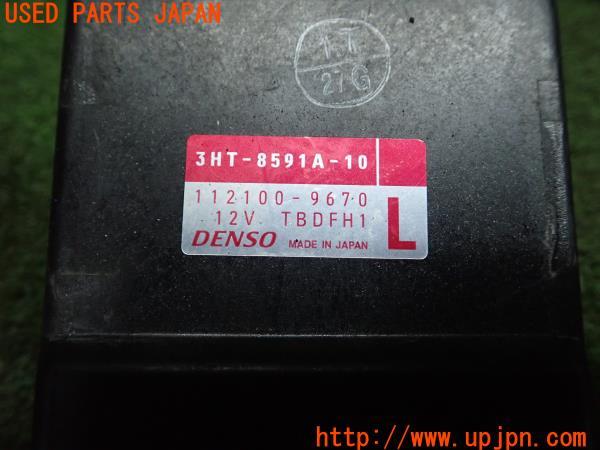 USED PARTS JAPAN
1T
27G
3HT-8591A-10
112100-9670
12V TBDFH1
DENSO MADE IN JAPAN
L
http://www.upjpn.com/